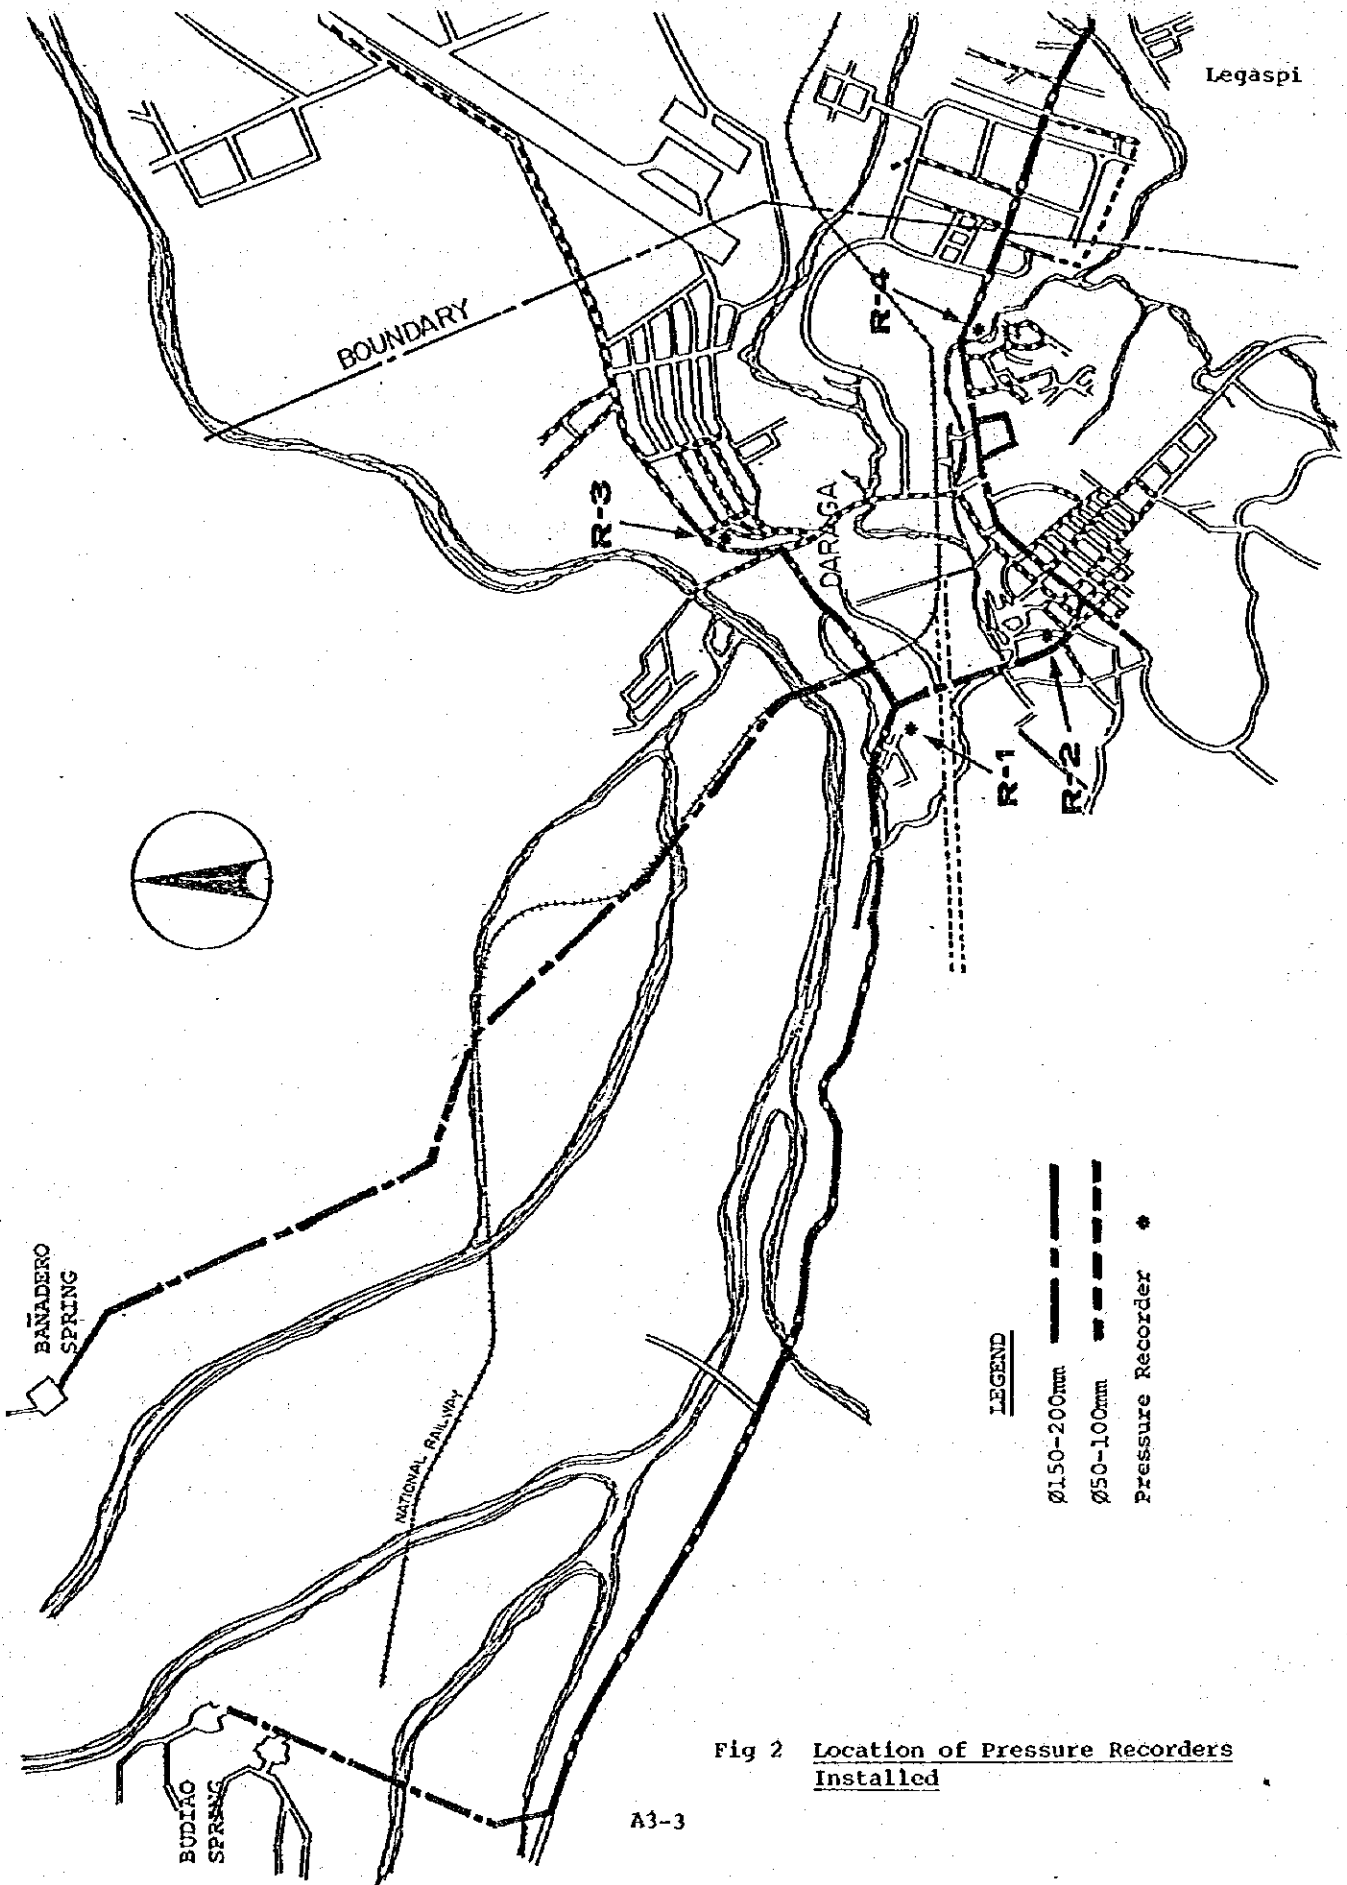 Legaspi
BOUNDARY
R-4
R-3
DARAGA
R-1
R-2
BAÑADERO
SPRING
NATIONAL RAILWAY
BUDIAO
SPRING
LEGEND
Ø150-200mm
Ø50-100mm
Pressure Recorder *
Fig 2 Location of Pressure Recorders
Installed
A3-3